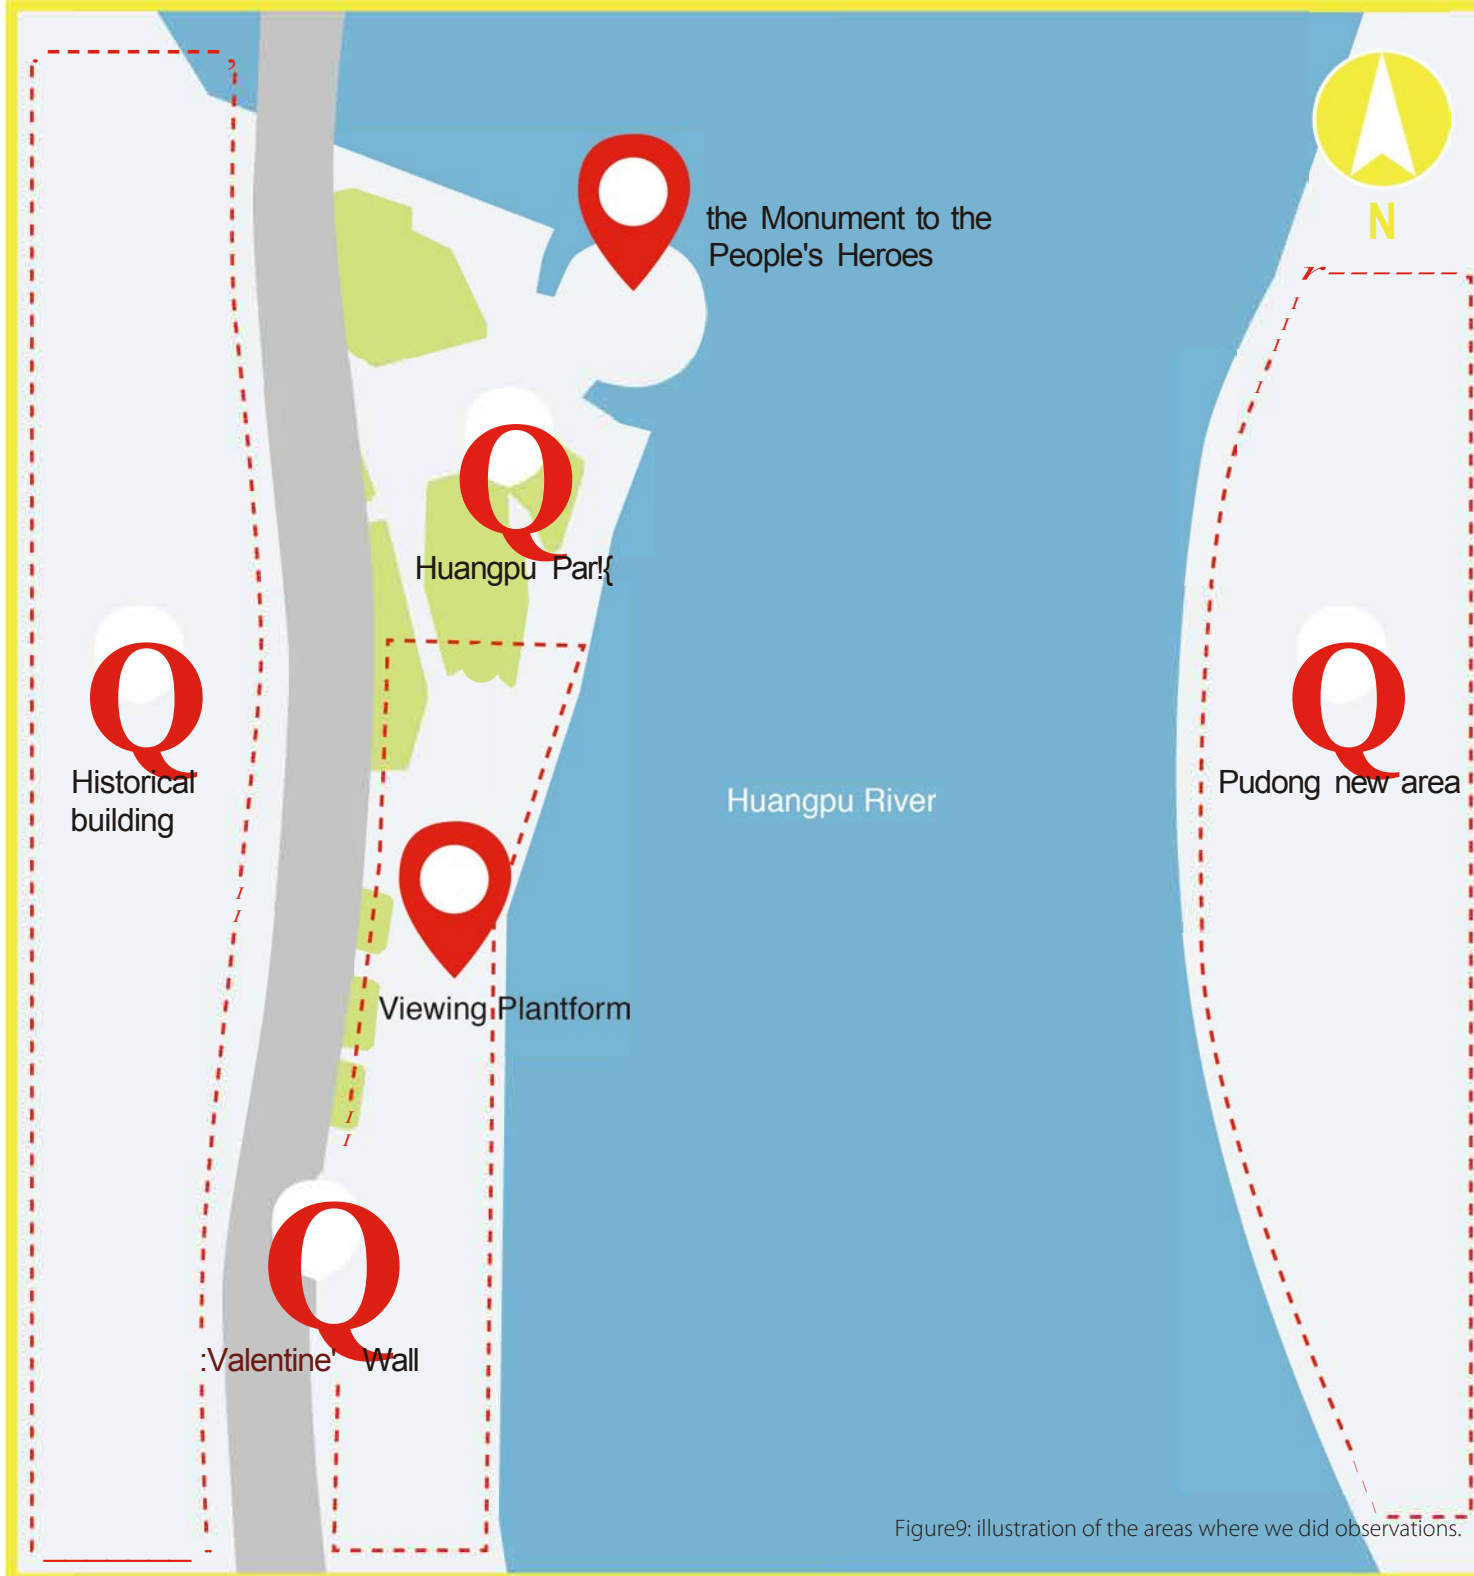 the Monument to the
People's Heroes
N
Huangpu Par!{
Historical
building
Huangpu River
Pudong new area
Viewing Plantform
:Valentine' Wall
Figure9: illustration of the areas where we did observations.